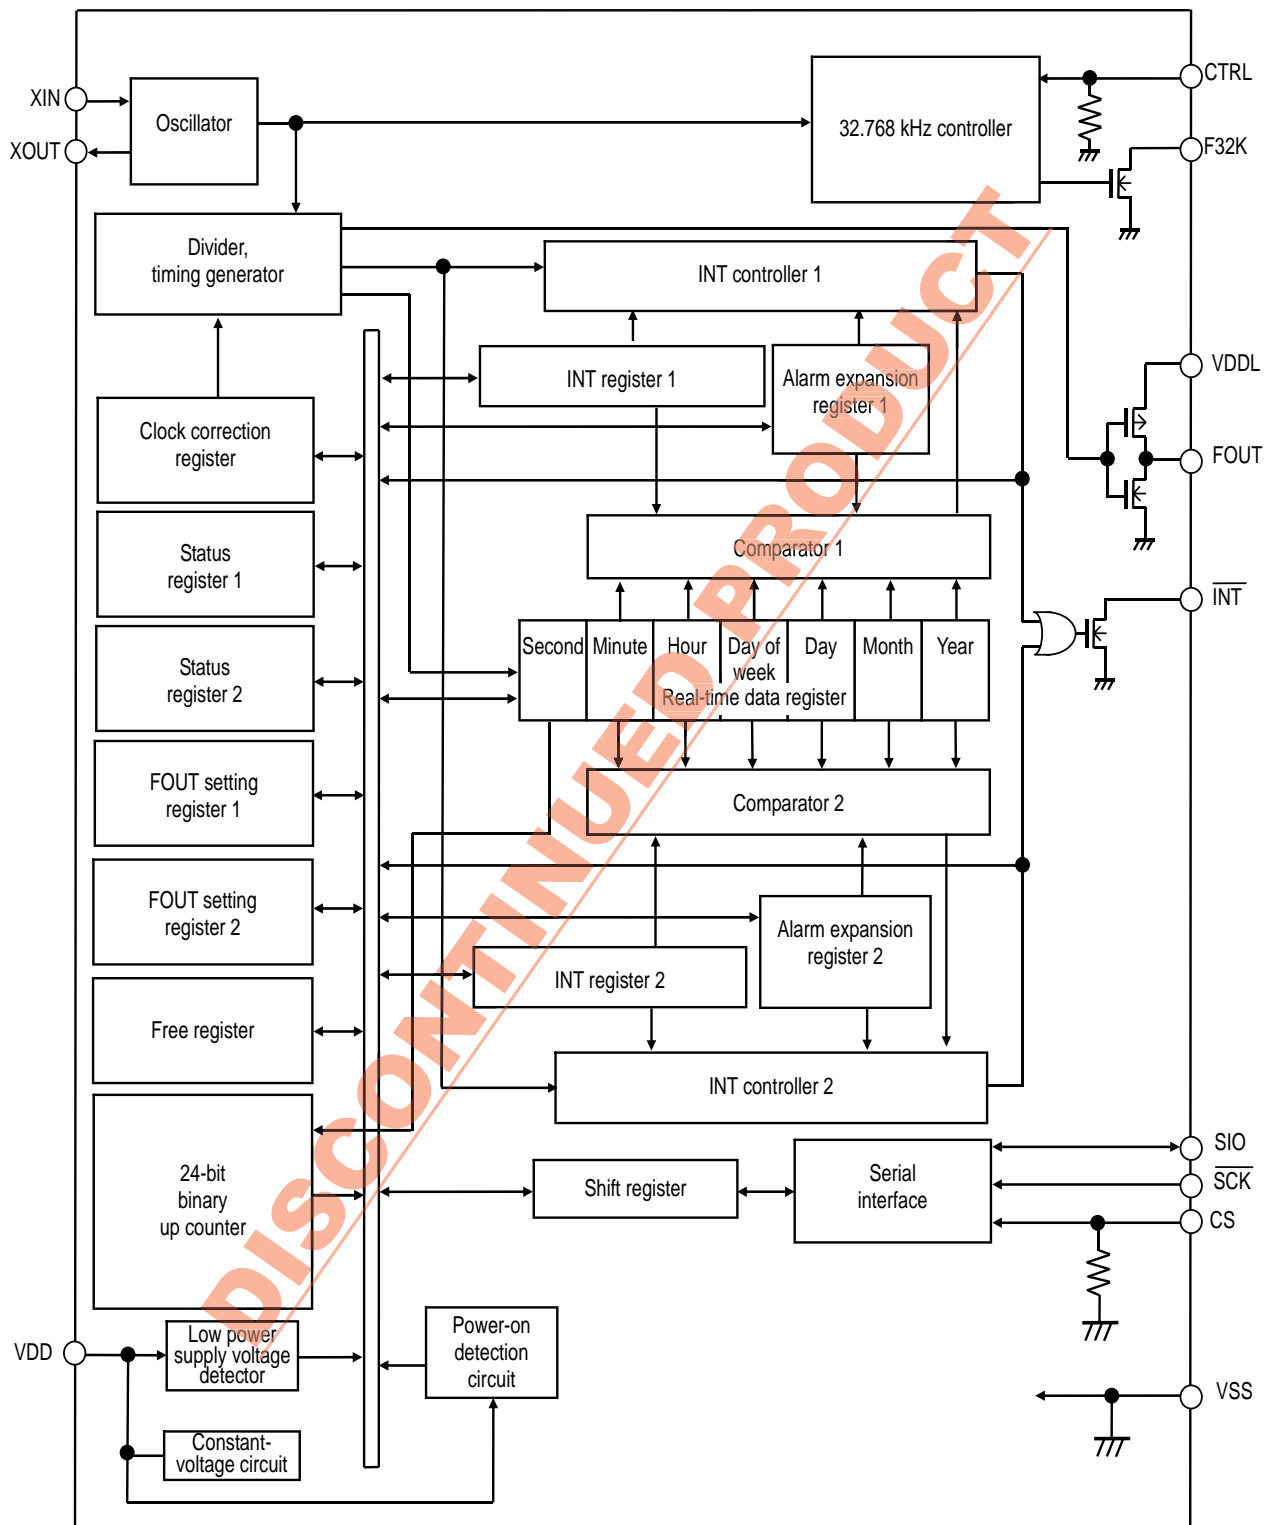 CTRL
XIN
Oscillator
32.768 kHz controller
XOUT
F32K
Divider,
timing generator
INT controller 1
VDDL
INT register 1
Alarm expansion
register 1
Clock correction
register
FOUT
Status
register 1
Comparator 1
INT
Second Minute Hour Day of
week Day Month Year
Real-time data register
Status
register 2
FOUT setting
register 1
Comparator 2
FOUT setting
register 2
Alarm expansion
register 2
INT register 2
Free register
INT controller 2
SIO
24-bit
binary
up counter
Shift register
Serial
interface
SCK
CS
Low power
supply voltage
detector
Power-on
detection
circuit
VDD
VSS
Constant-
voltage circuit
DISCONTINUED PRODUCT